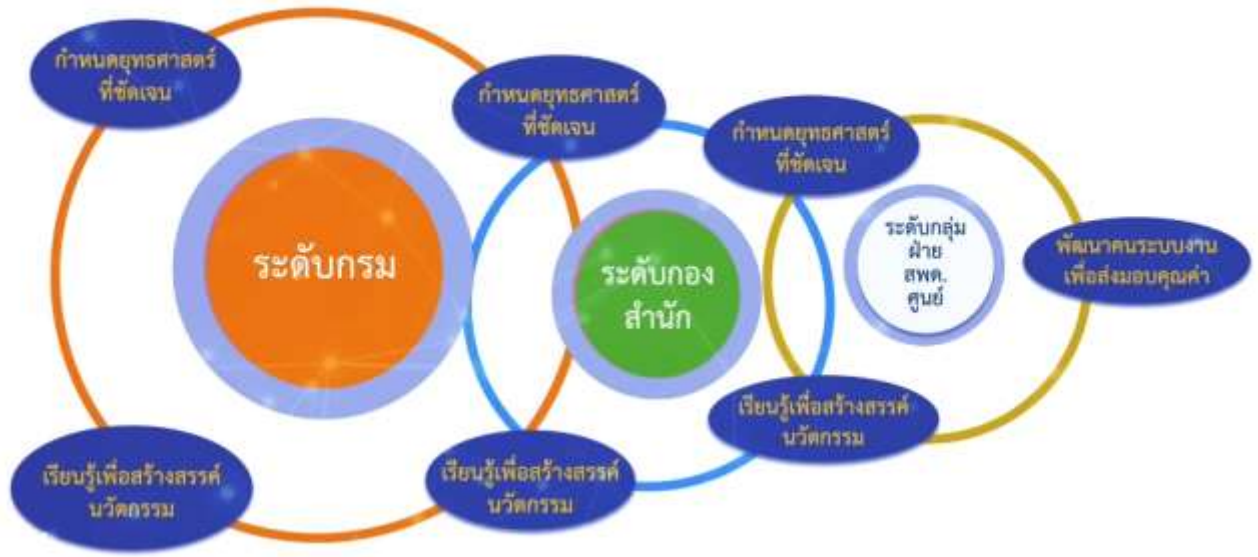 กำหนดยุทธศาสตร์
ที่ชัดเจน
กำหนดยุทธศาสตร์
ที่ชัดเจน
กำหนดยุทธศาสตร์
ที่ชัดเจน
ระดับกรม
ระดับกอง
สำนัก
ระดับกลุ่ม
ฝ่าย
สพด.
ศูนย์
พัฒนาคนระบบงาน
เพื่อส่งมอบคุณค่า
เรียนรู้เพื่อสร้างสรรค์
นวัตกรรม
เรียนรู้เพื่อสร้างสรรค์
นวัตกรรม
เรียนรู้เพื่อสร้างสรรค์
นวัตกรรม